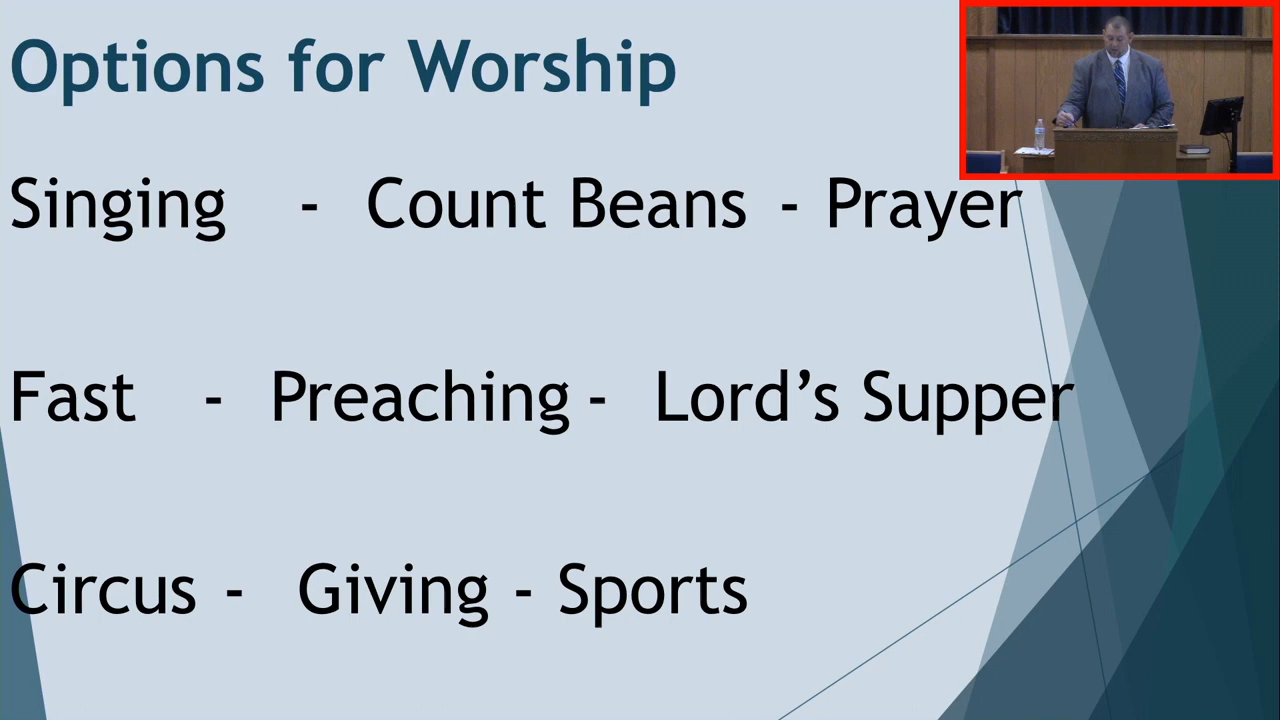 Options for Worship
Singing - Count Beans - Prayer
Fast - Preaching - Lord’s Supper
Circus - Giving - Sports